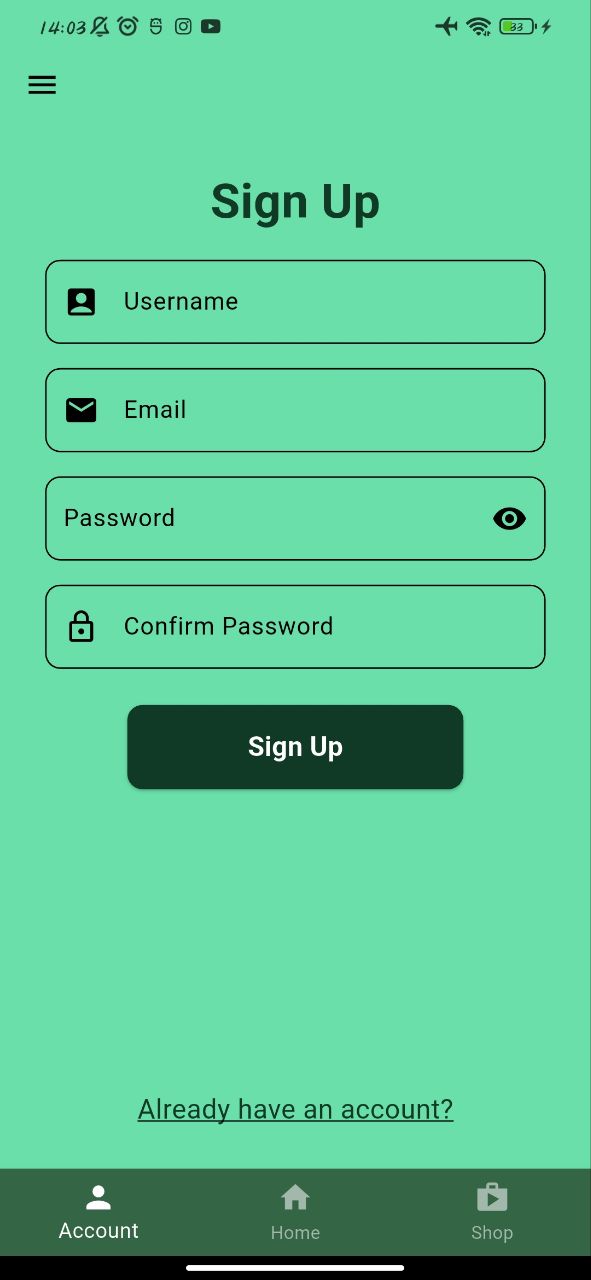 14:03
33
Sign Up
Username
Email
Password
Confirm Password
Sign Up
Already have an account?
Account
Home
Shop